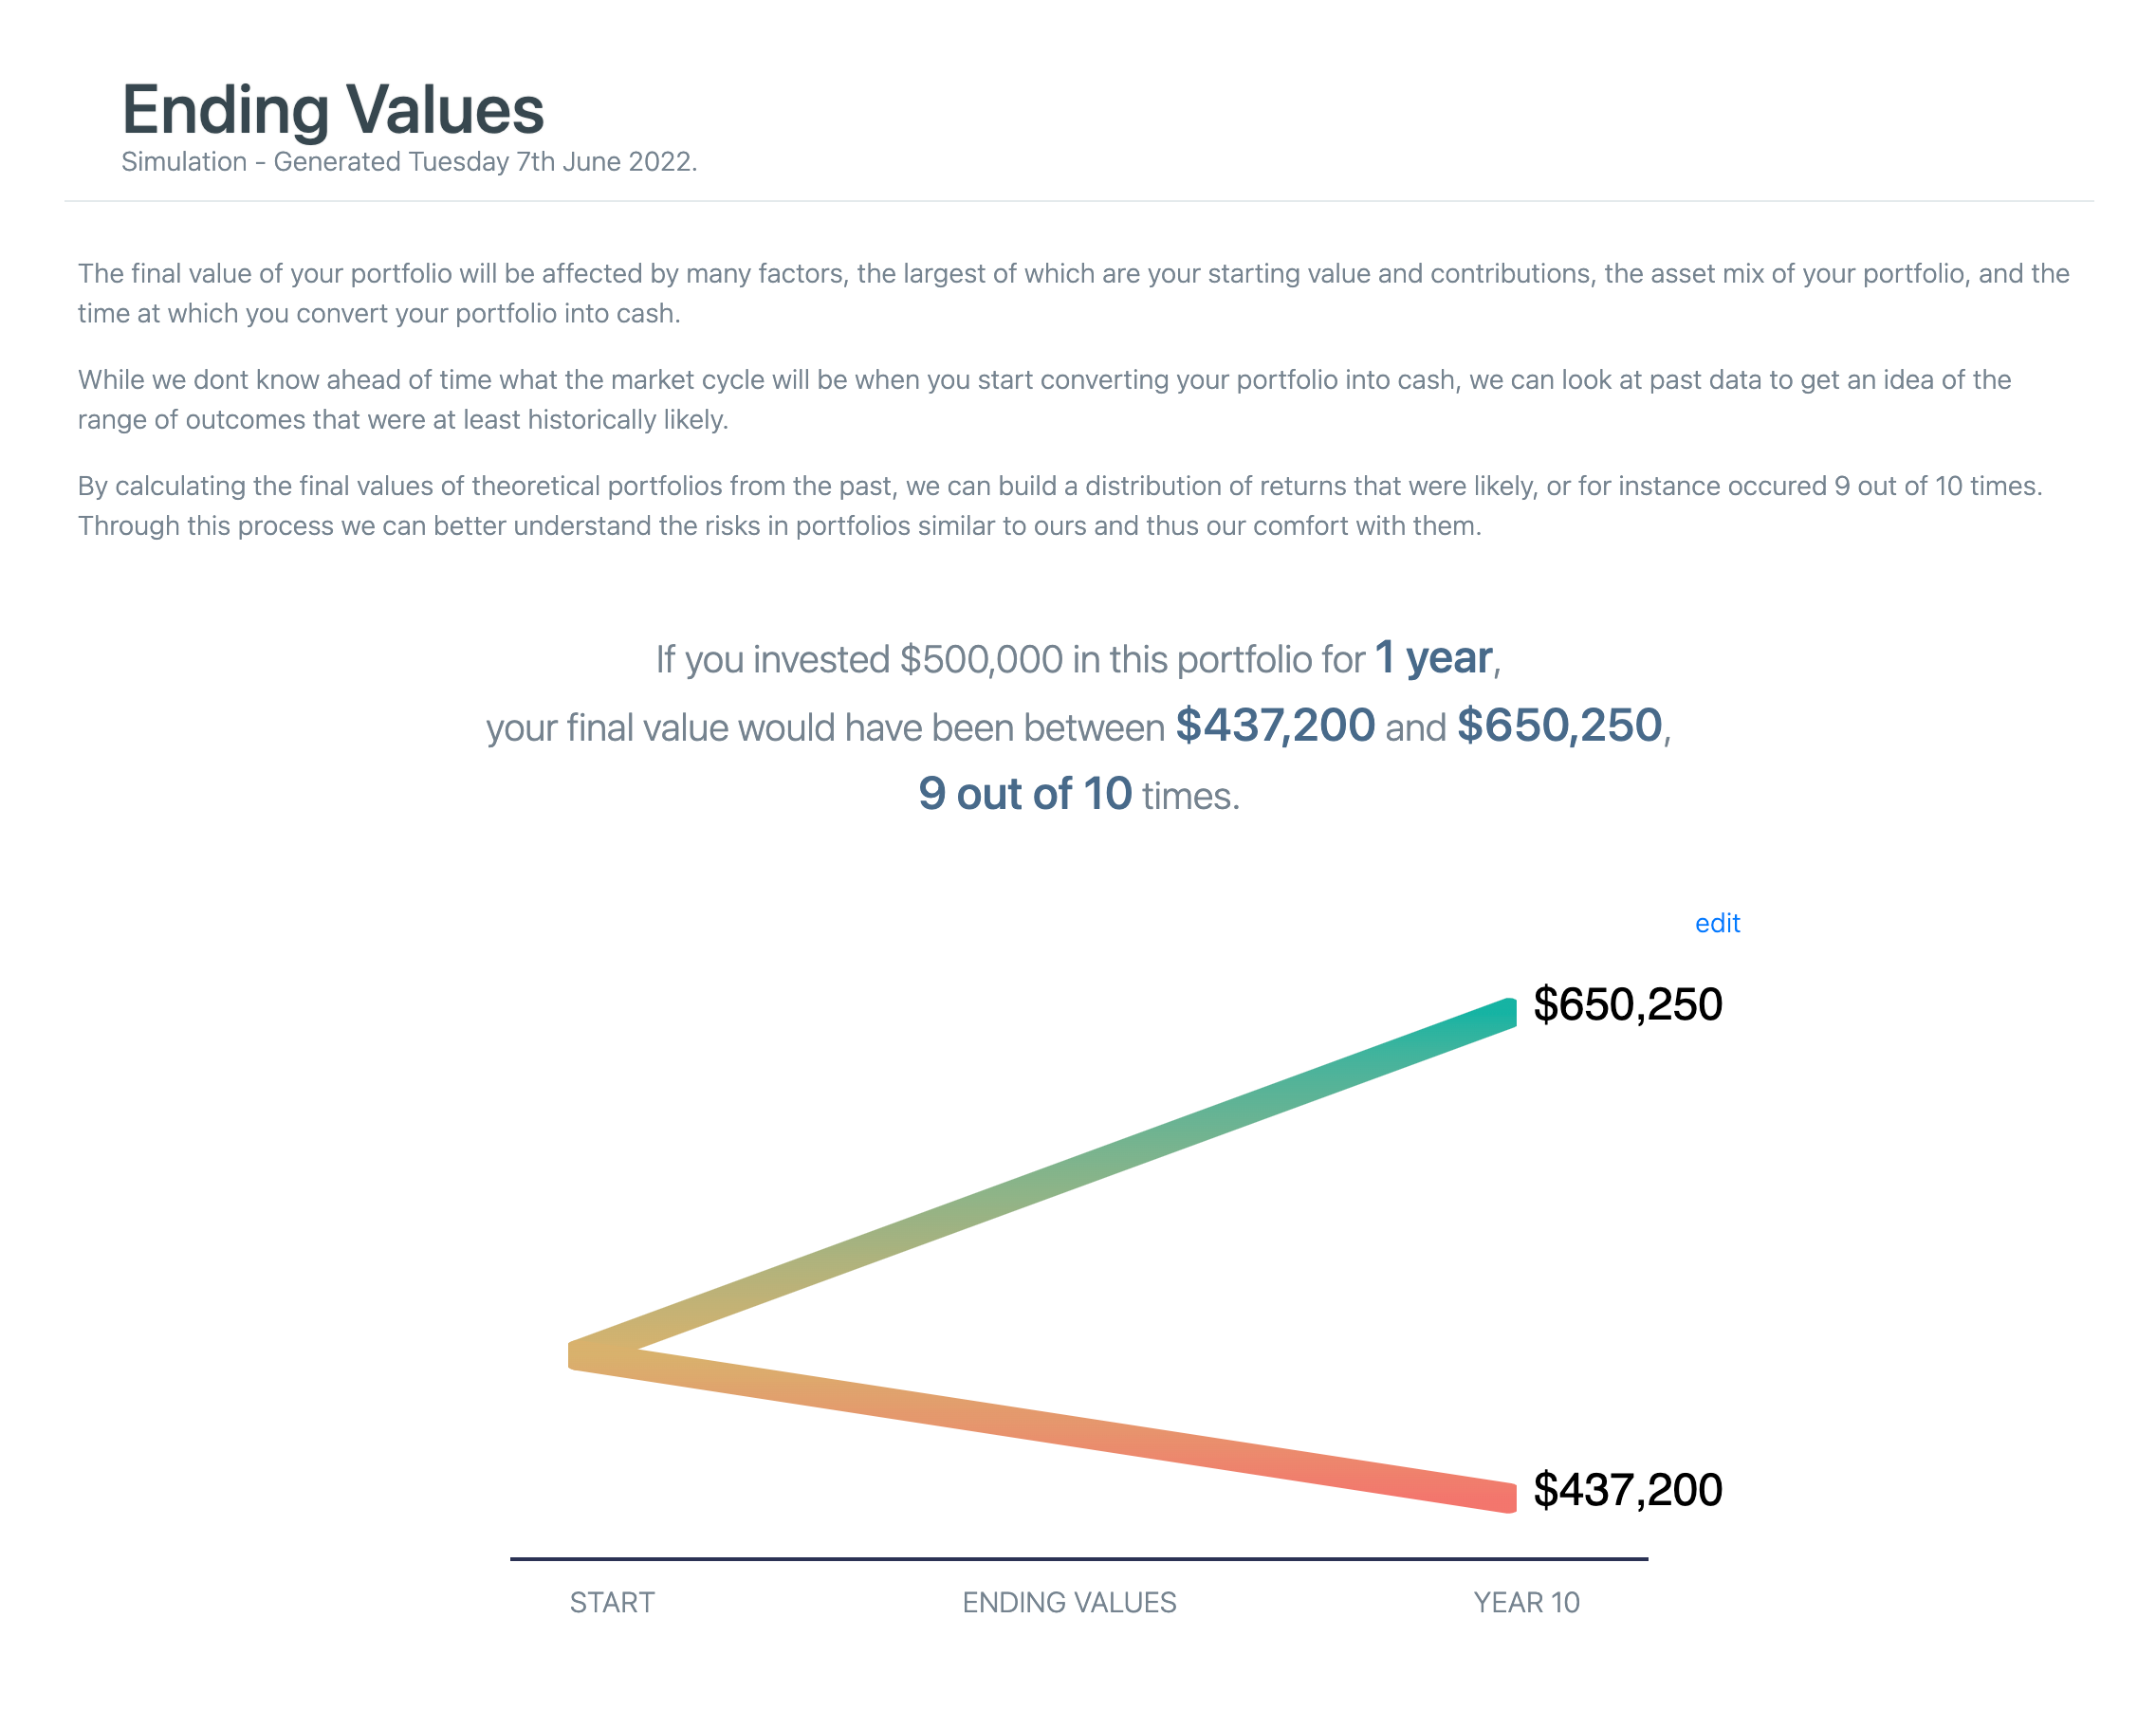 Ending Values
Simulation - Generated Tuesday 7th June 2022.
The final value of your portfolio will be affected by many factors, the largest of which are your starting value and contributions, the asset mix of your portfolio, and the
time at which you convert your portfolio into cash.
While we dont know ahead of time what the market cycle will be when you start converting your portfolio into cash, we can look at past data to get an idea of the
range of outcomes that were at least historically likely.
By calculating the final values of theoretical portfolios from the past, we can build a distribution of returns that were likely, or for instance occured 9 out of 10 times.
Through this process we can better understand the risks in portfolios similar to ours and thus our comfort with them.
If you invested $500,000 in this portfolio for 1 year,
your final value would have been between $437,200 and $650,250,
9 out of 10 times.
edit
$650,250
$437,200
START ENDING VALUES YEAR 10